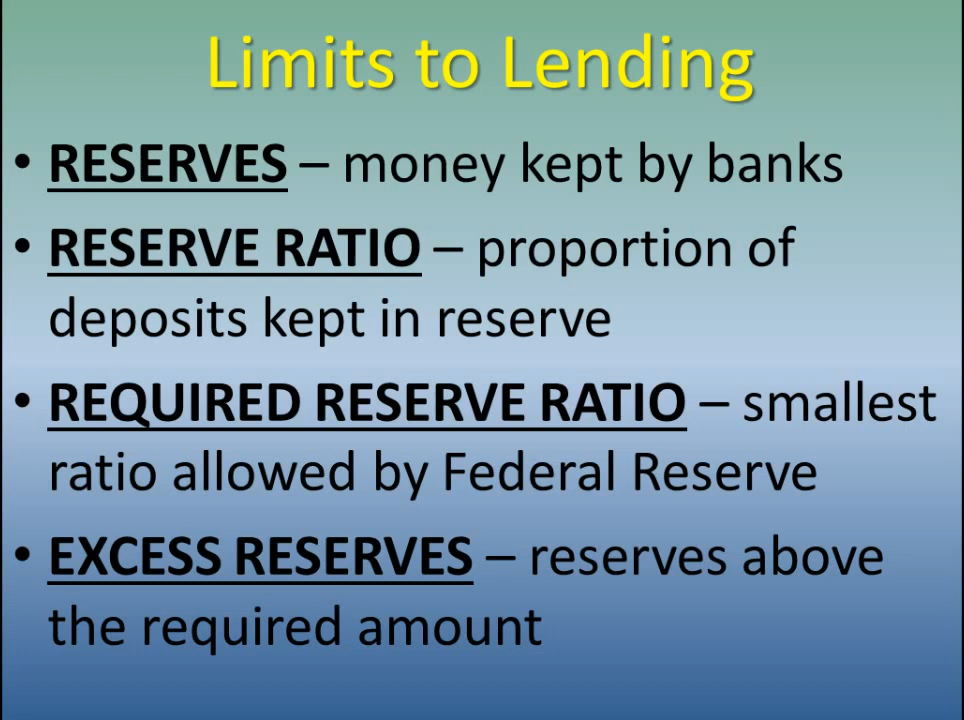 Limits to Lending
• RESERVES – money kept by banks
• RESERVE RATIO – proportion of
deposits kept in reserve
• REQUIRED RESERVE RATIO – smallest
ratio allowed by Federal Reserve
• EXCESS RESERVES – reserves above
the required amount